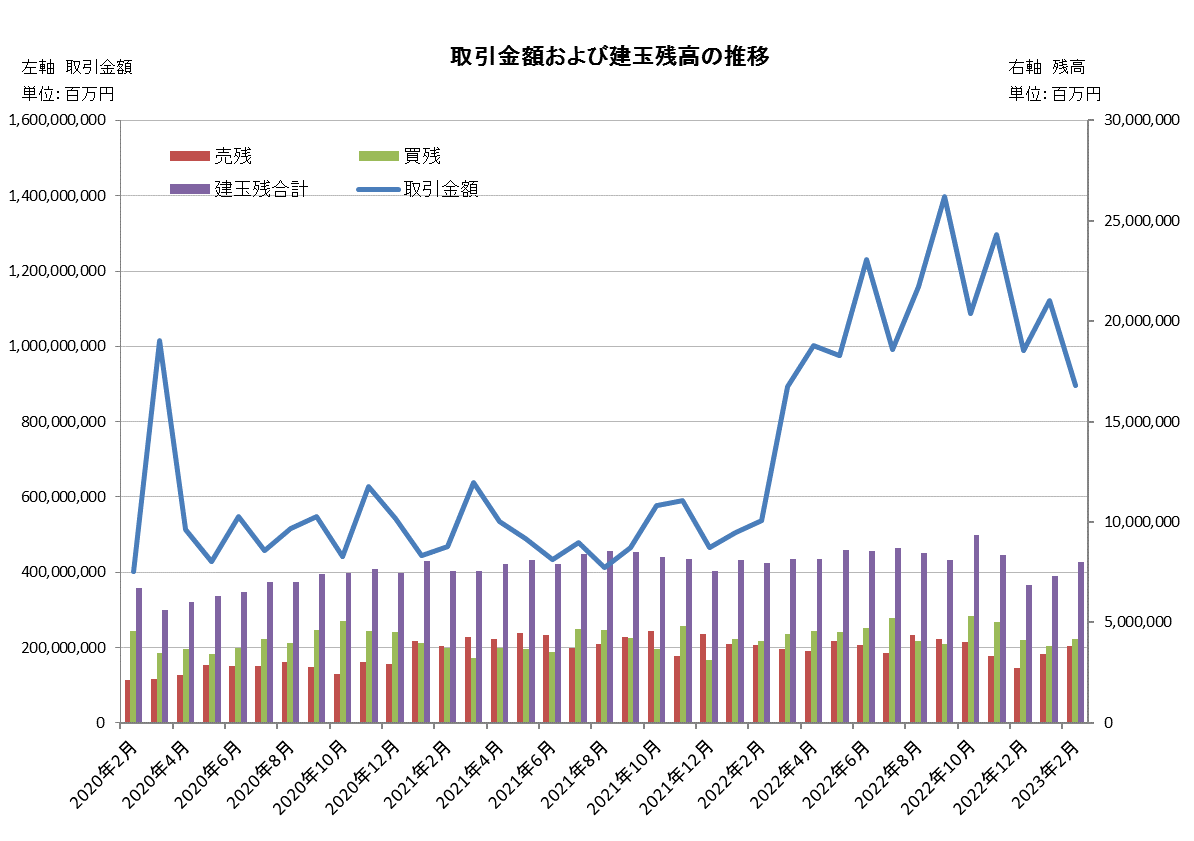 取引金額および建玉残高の推移
左軸 取引金額
単位：百万円
右軸 残高
単位：百万円
売残
買残
建玉残合計
取引金額
1,600,000,000
1,400,000,000
1,200,000,000
1,000,000,000
800,000,000
600,000,000
400,000,000
200,000,000
0
30,000,000
25,000,000
20,000,000
15,000,000
10,000,000
5,000,000
0
2020年2月
2020年4月
2020年6月
2020年8月
2020年10月
2020年12月
2021年2月
2021年4月
2021年6月
2021年8月
2021年10月
2021年12月
2022年2月
2022年4月
2022年6月
2022年8月
2022年10月
2022年12月
2023年2月